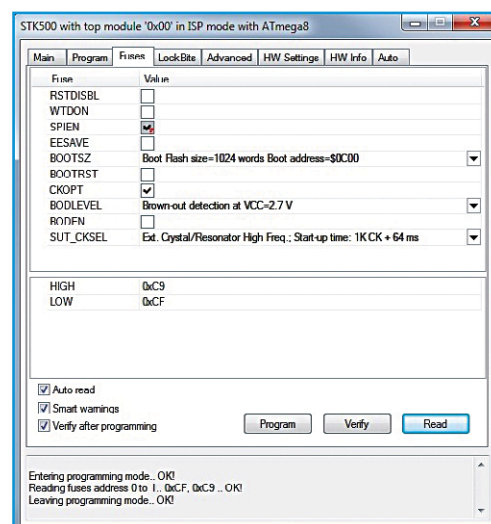 STK500 with top module '0x00' in ISP mode with ATmega8
Main Program Fuses LockBits Advanced HW Settings HW Info Auto
Fuse Value
RSTDISBL
WTDON
SPIEN
EESAVE
BOOTSZ Boot Flash size=1024 words Boot address=$0C00
BOOTRST
CKOPT
BODLEVEL Brown-out detection at VCC=2.7 V
BODEN
SUT_CKSEL Ext. Crystal/Resonator High Freq.; Start-up time: 1K CK + 64 ms
HIGH 0xC9
LOW 0xCF
Auto read
Smart warnings
Verify after programming
Program Verify Read
Entering programming mode.. OK!
Reading fuses address 0 to 1.. 0xCF, 0xC9 .. OK!
Leaving programming mode.. OK!